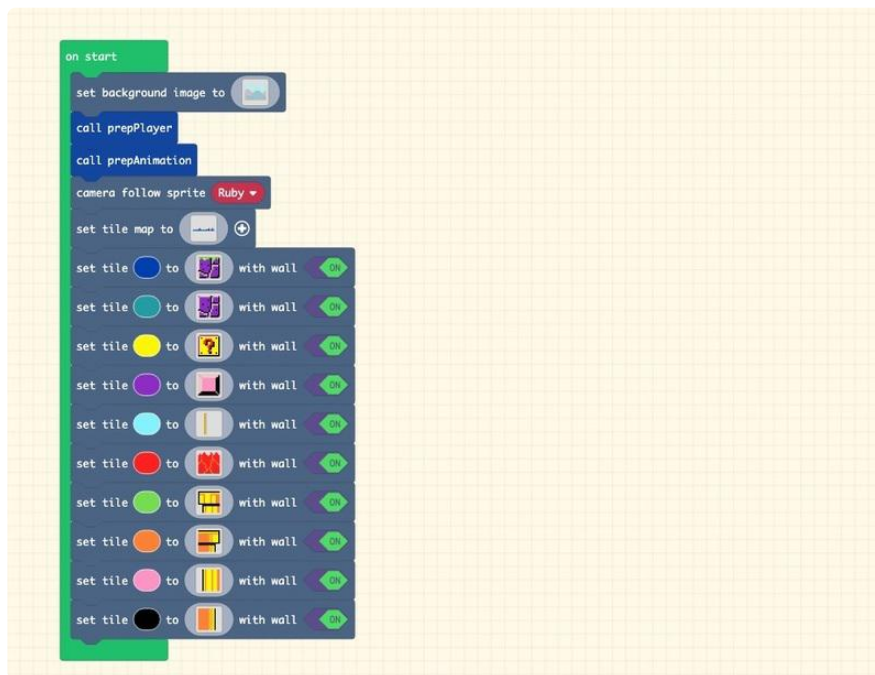 on start
set background image to
call prepPlayer
call prepAnimation
camera follow sprite Ruby
set tile map to
set tile to with wall ON
set tile to ? with wall ON
set tile to with wall ON
set tile to with wall ON
set tile to with wall ON
set tile to with wall ON
set tile to with wall ON
set tile to with wall ON
set tile to with wall ON
set tile to with wall ON